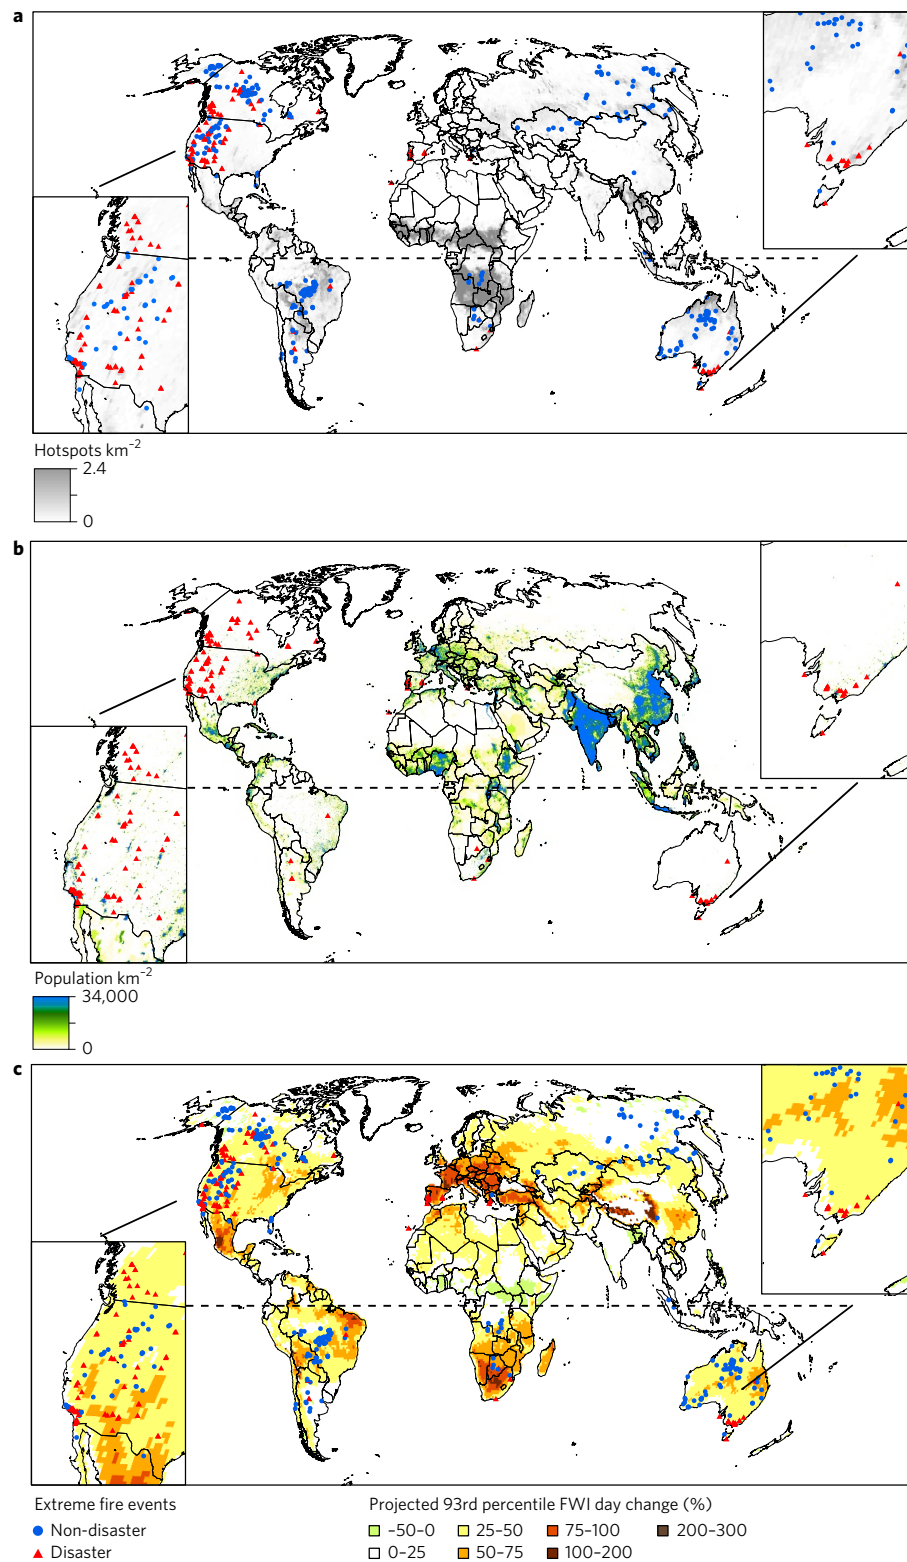 a
Hotspots km⁻²
2.4
0
b
Population km⁻²
34,000
0
c
Extreme fire events
Non-disaster
Disaster
Projected 93rd percentile FWI day change (%)
–50–0
25–50
75–100
200–300
0–25
50–75
100–200